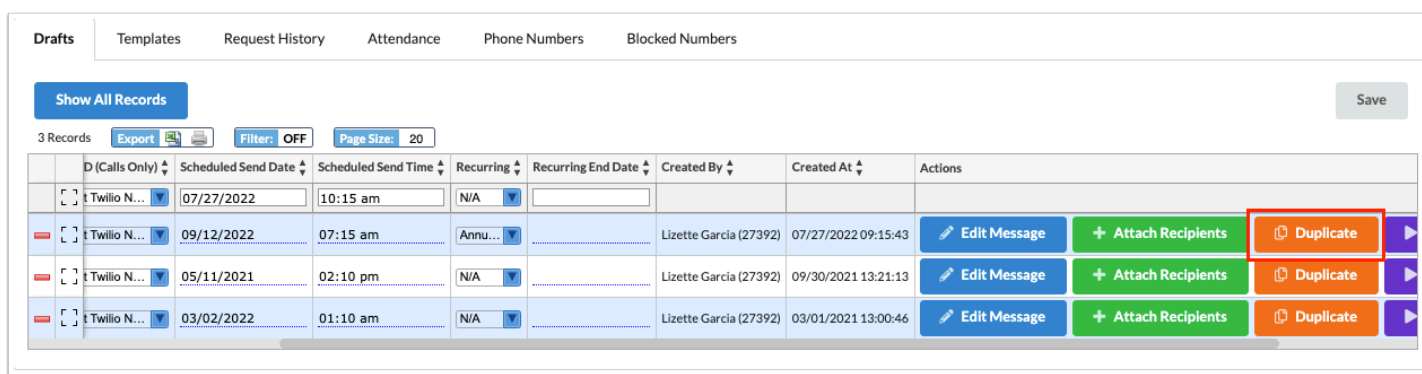 Drafts Templates Request History Attendance Phone Numbers Blocked Numbers
Show All Records Save
3 Records Export Filter: OFF Page Size: 20
D (Calls Only) Scheduled Send Date Scheduled Send Time Recurring Recurring End Date Created By Created At Actions
t Twilio N... 07/27/2022 10:15 am N/A
t Twilio N... 09/12/2022 07:15 am Annu... Lizette Garcia (27392) 07/27/2022 09:15:43 Edit Message + Attach Recipients Duplicate
t Twilio N... 05/11/2021 02:10 pm N/A Lizette Garcia (27392) 09/30/2021 13:21:13 Edit Message + Attach Recipients Duplicate
t Twilio N... 03/02/2022 01:10 am N/A Lizette Garcia (27392) 03/01/2021 13:00:46 Edit Message + Attach Recipients Duplicate